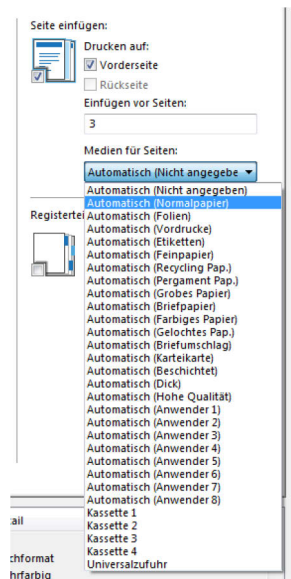 Seite einfügen:
Drucken auf:
Vorderseite
Rückseite
Einfügen vor Seiten:
3
Medien für Seiten:
Automatisch (Nicht angegebe
Automatisch (Nicht angegeben)
Automatisch (Normalpapier)
Registertei
Automatisch (Folien)
Automatisch (Vordrucke)
Automatisch (Etiketten)
Automatisch (Feinpapier)
Automatisch (Recycling Pap.)
Automatisch (Pergament Pap.)
Automatisch (Grobes Papier)
Automatisch (Briefpapier)
Automatisch (Farbiges Papier)
Automatisch (Gelochtes Pap.)
Automatisch (Briefumschlag)
Automatisch (Karteikarte)
Automatisch (Beschichtet)
Automatisch (Dick)
Automatisch (Hohe Qualität)
Automatisch (Anwender 1)
Automatisch (Anwender 2)
Automatisch (Anwender 3)
Automatisch (Anwender 4)
Automatisch (Anwender 5)
Automatisch (Anwender 6)
Automatisch (Anwender 7)
Automatisch (Anwender 8)
Kassette 1
ail
Kassette 2
Kassette 3
chformat
Kassette 4
hrfarbig
Universalzufuhr